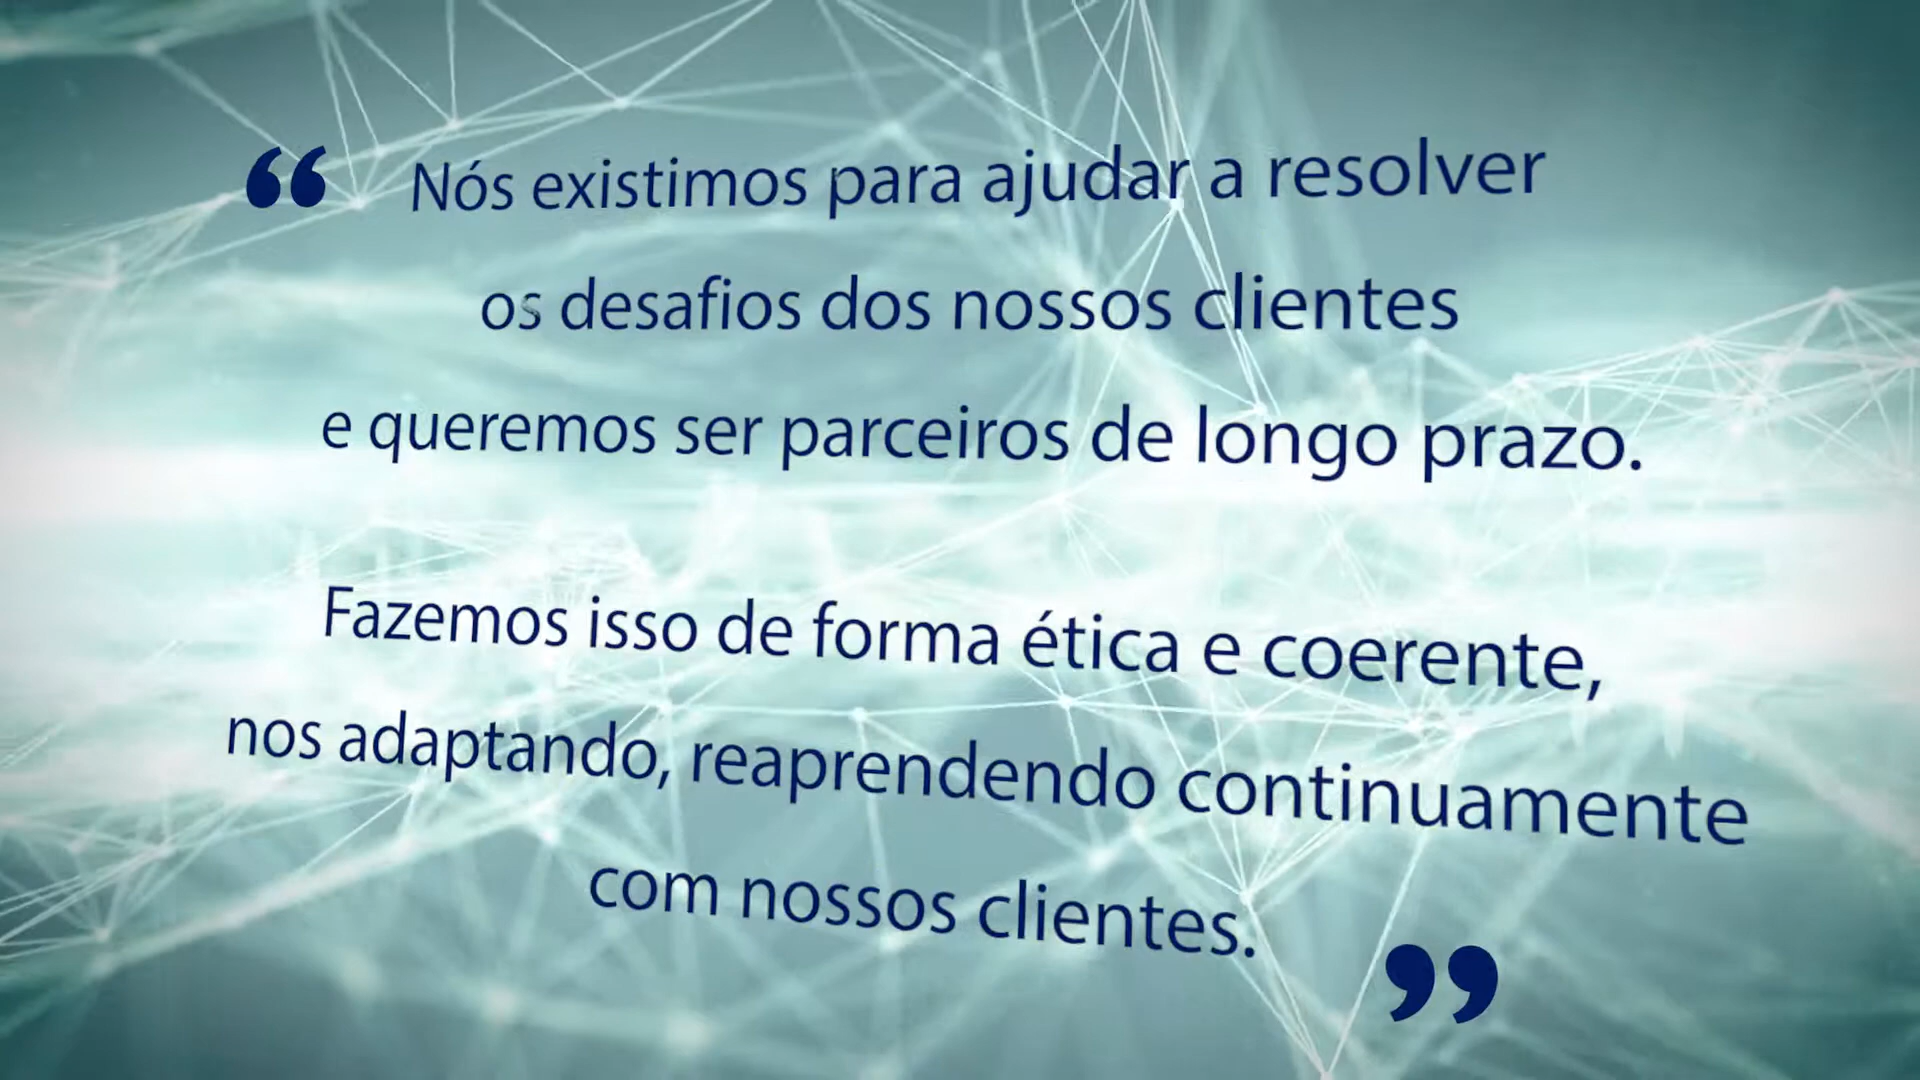 “ Nós existimos para ajudar a resolver
os desafios dos nossos clientes
e queremos ser parceiros de longo prazo.
Fazemos isso de forma ética e coerente,
nos adaptando, reaprendendo continuamente
com nossos clientes. ”